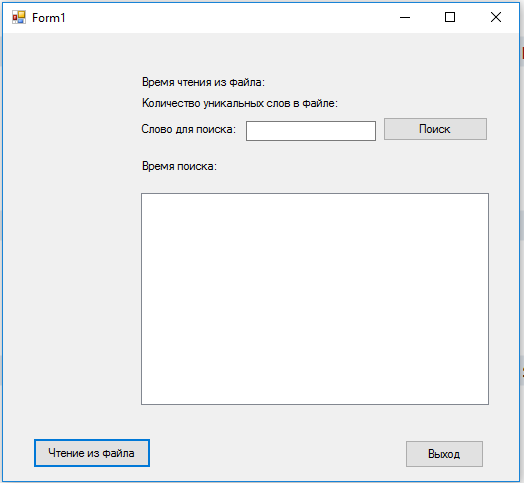 Form1
Время чтения из файла:
Количество уникальных слов в файле:
Слово для поиска:
Поиск
Время поиска:
Чтение из файла
Выход